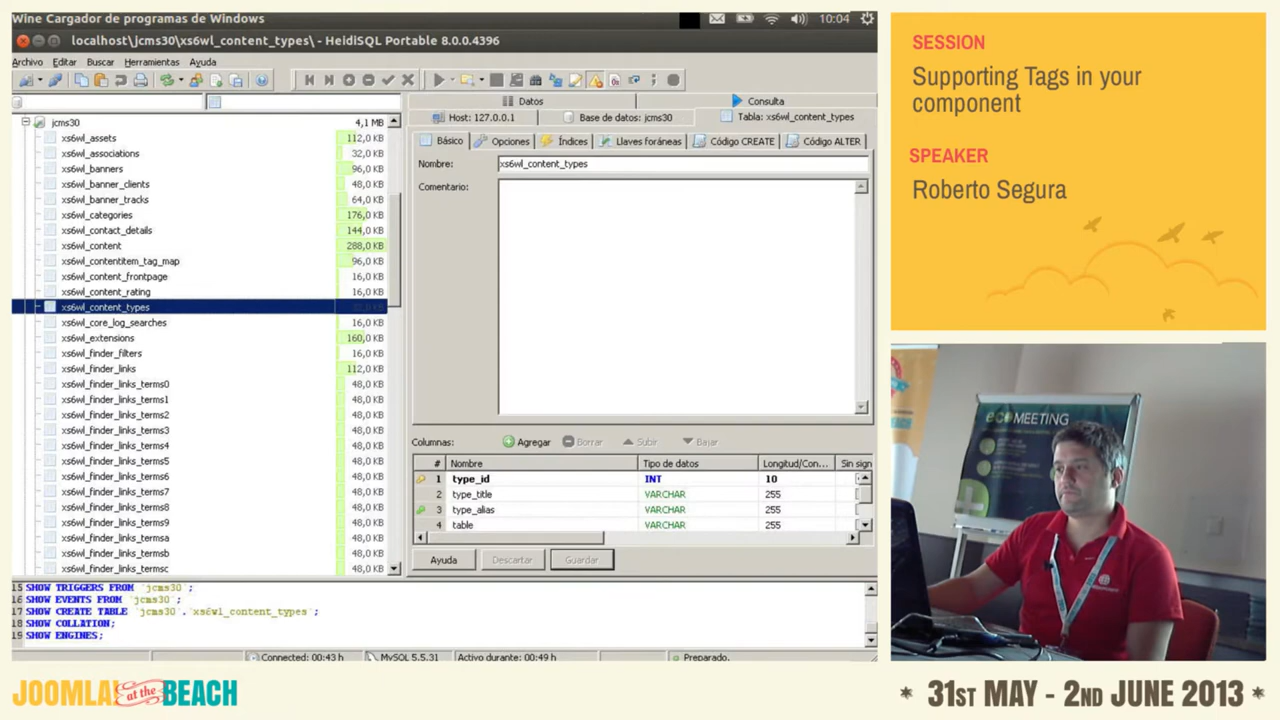 Wine Cargador de programas de Windows
10:04
localhost\jcms30\xs6wl_content_types\ - HeidiSQL Portable 8.0.0.4396
Archivo Editar Buscar Herramientas Ayuda
Datos Consulta
Host: 127.0.0.1 Base de datos: jcms30 Tabla: xs6wl_content_types
Básico Opciones Índices Llaves foráneas Código CREATE Código ALTER
Nombre: xs6wl_content_types
Comentario:
jcms30 4,1 MB
xs6wl_assets 112,0 KB
xs6wl_associations 32,0 KB
xs6wl_banners 96,0 KB
xs6wl_banner_clients 48,0 KB
xs6wl_banner_tracks 64,0 KB
xs6wl_categories 176,0 KB
xs6wl_contact_details 144,0 KB
xs6wl_content 288,0 KB
xs6wl_contentitem_tag_map 96,0 KB
xs6wl_content_frontpage 16,0 KB
xs6wl_content_rating 16,0 KB
xs6wl_content_types
xs6wl_core_log_searches 16,0 KB
xs6wl_extensions 160,0 KB
xs6wl_finder_filters 16,0 KB
xs6wl_finder_links 112,0 KB
xs6wl_finder_links_terms0 48,0 KB
xs6wl_finder_links_terms1 48,0 KB
xs6wl_finder_links_terms2 48,0 KB
xs6wl_finder_links_terms3 48,0 KB
xs6wl_finder_links_terms4 48,0 KB
xs6wl_finder_links_terms5 48,0 KB
xs6wl_finder_links_terms6 48,0 KB
xs6wl_finder_links_terms7 48,0 KB
xs6wl_finder_links_terms8 48,0 KB
xs6wl_finder_links_terms9 48,0 KB
xs6wl_finder_links_termsa 48,0 KB
xs6wl_finder_links_termsb 48,0 KB
xs6wl_finder_links_termsc 48,0 KB
Columnas: Agregar Borrar Subir Bajar
# Nombre Tipo de datos Longitud/Con... Sin sign
1 type_id INT 10
2 type_title VARCHAR 255
3 type_alias VARCHAR 255
4 table VARCHAR 255
Ayuda Descartar Guardar
15 SHOW TRIGGERS FROM `jcms30`;
16 SHOW EVENTS FROM `jcms30`;
17 SHOW CREATE TABLE `jcms30`.`xs6wl_content_types`;
18 SHOW COLLATION;
19 SHOW ENGINES;
Connected: 00:43 h MySQL 5.5.31 Activo durante: 00:49 h Preparado.
SESSION
Supporting Tags in your
component
SPEAKER
Roberto Segura
ecoMEETING
JOOMLA! at the BEACH
* 31ST MAY - 2ND JUNE 2013 *